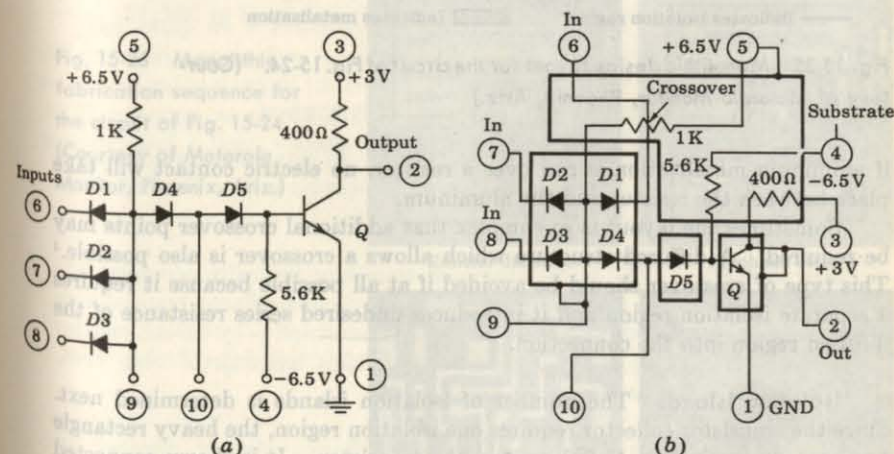 5
3
+6.5V
+3V
1K
400Ω
Output
2
Inputs
6
D1
D4
D5
Q
7
D2
5.6K
8
D3
-6.5V
1
9
10
4
(a)
In
6
+6.5V
5
Crossover
1K
Substrate
In
7
5.6K
4
D2
D1
400Ω
-6.5V
In
8
D3
D4
3
+3V
D5
Q
9
2
Out
10
1
GND
(b)